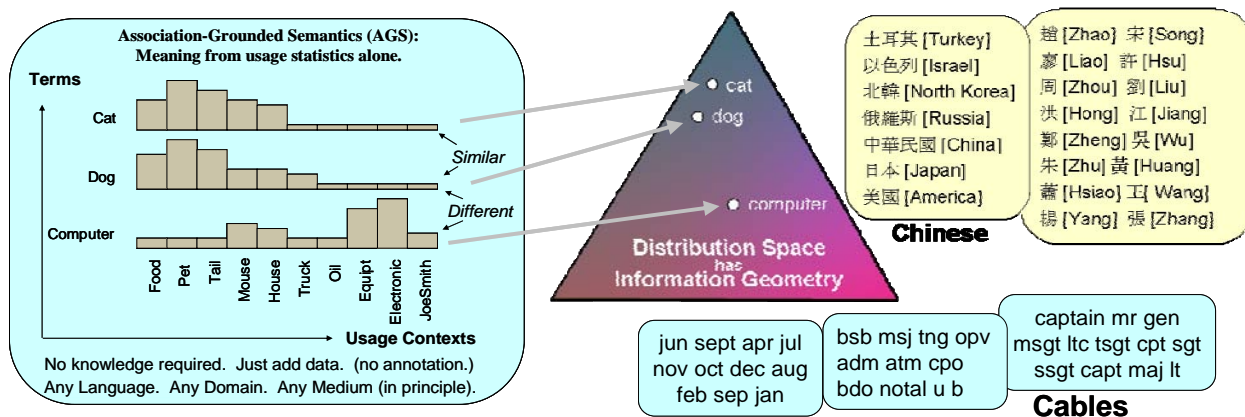 Association-Grounded Semantics (AGS):
Meaning from usage statistics alone.
Terms
Cat
Dog
Computer
Similar
Different
Food
Pet
Tail
Mouse
House
Truck
Oil
Equipt
Electronic
JoeSmith
Usage Contexts
No knowledge required. Just add data. (no annotation.)
Any Language. Any Domain. Any Medium (in principle).
cat
dog
computer
Distribution Space
has
Information Geometry
土耳其 [Turkey]
以色列 [Israel]
北韓 [North Korea]
俄羅斯 [Russia]
中華民國 [China]
日本 [Japan]
美國 [America]
Chinese
趙 [Zhao] 宋 [Song]
廖 [Liao] 許 [Hsu]
周 [Zhou] 劉 [Liu]
洪 [Hong] 江 [Jiang]
鄭 [Zheng] 吳 [Wu]
朱 [Zhu] 黃 [Huang]
蕭 [Hsiao] 王[ Wang}
楊 [Yang] 張 [Zhang]
jun sept apr jul
nov oct dec aug
feb sep jan
bsb msj tng opv
adm atm cpo
bdo notal u b
captain mr gen
msgt ltc tsgt cpt sgt
ssgt capt maj lt
Cables